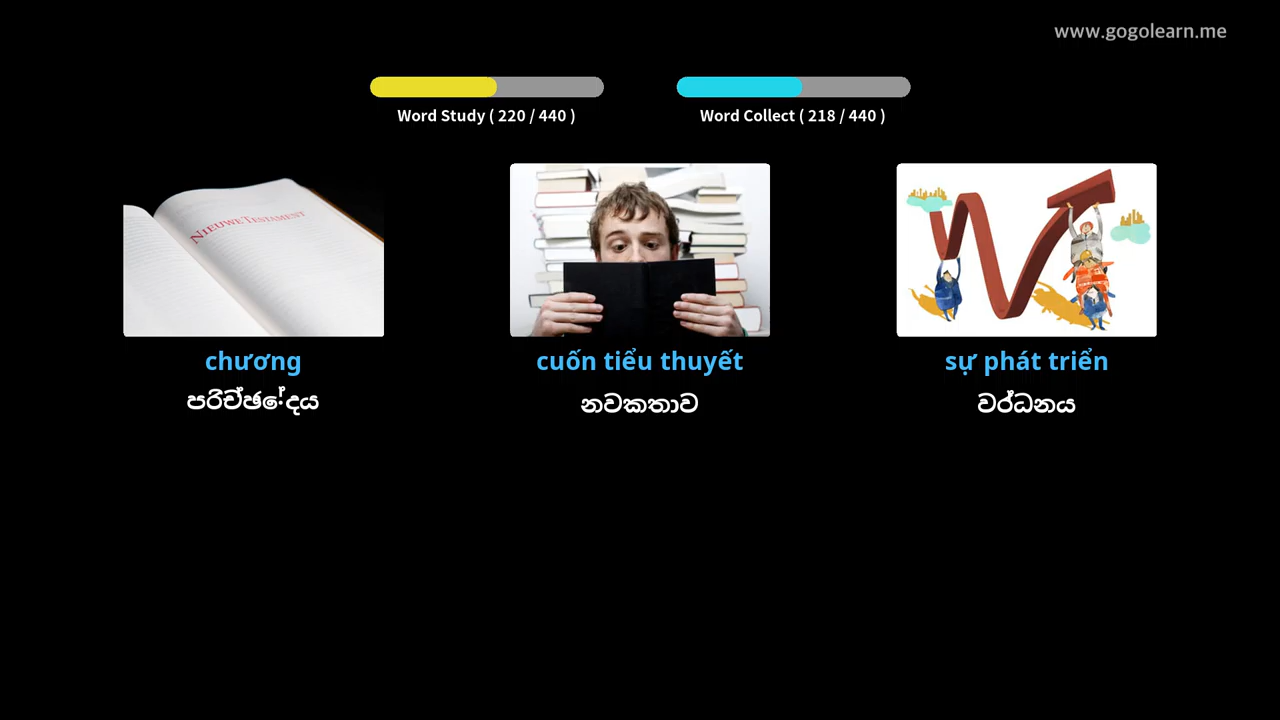 www.gogolearn.me
Word Study ( 220 / 440 )
Word Collect ( 218 / 440 )
NIEUWE TESTAMENT
chương
cuốn tiểu thuyết
sự phát triển
පරිච්ඡේදය
නවකතාව
වර්ධනය